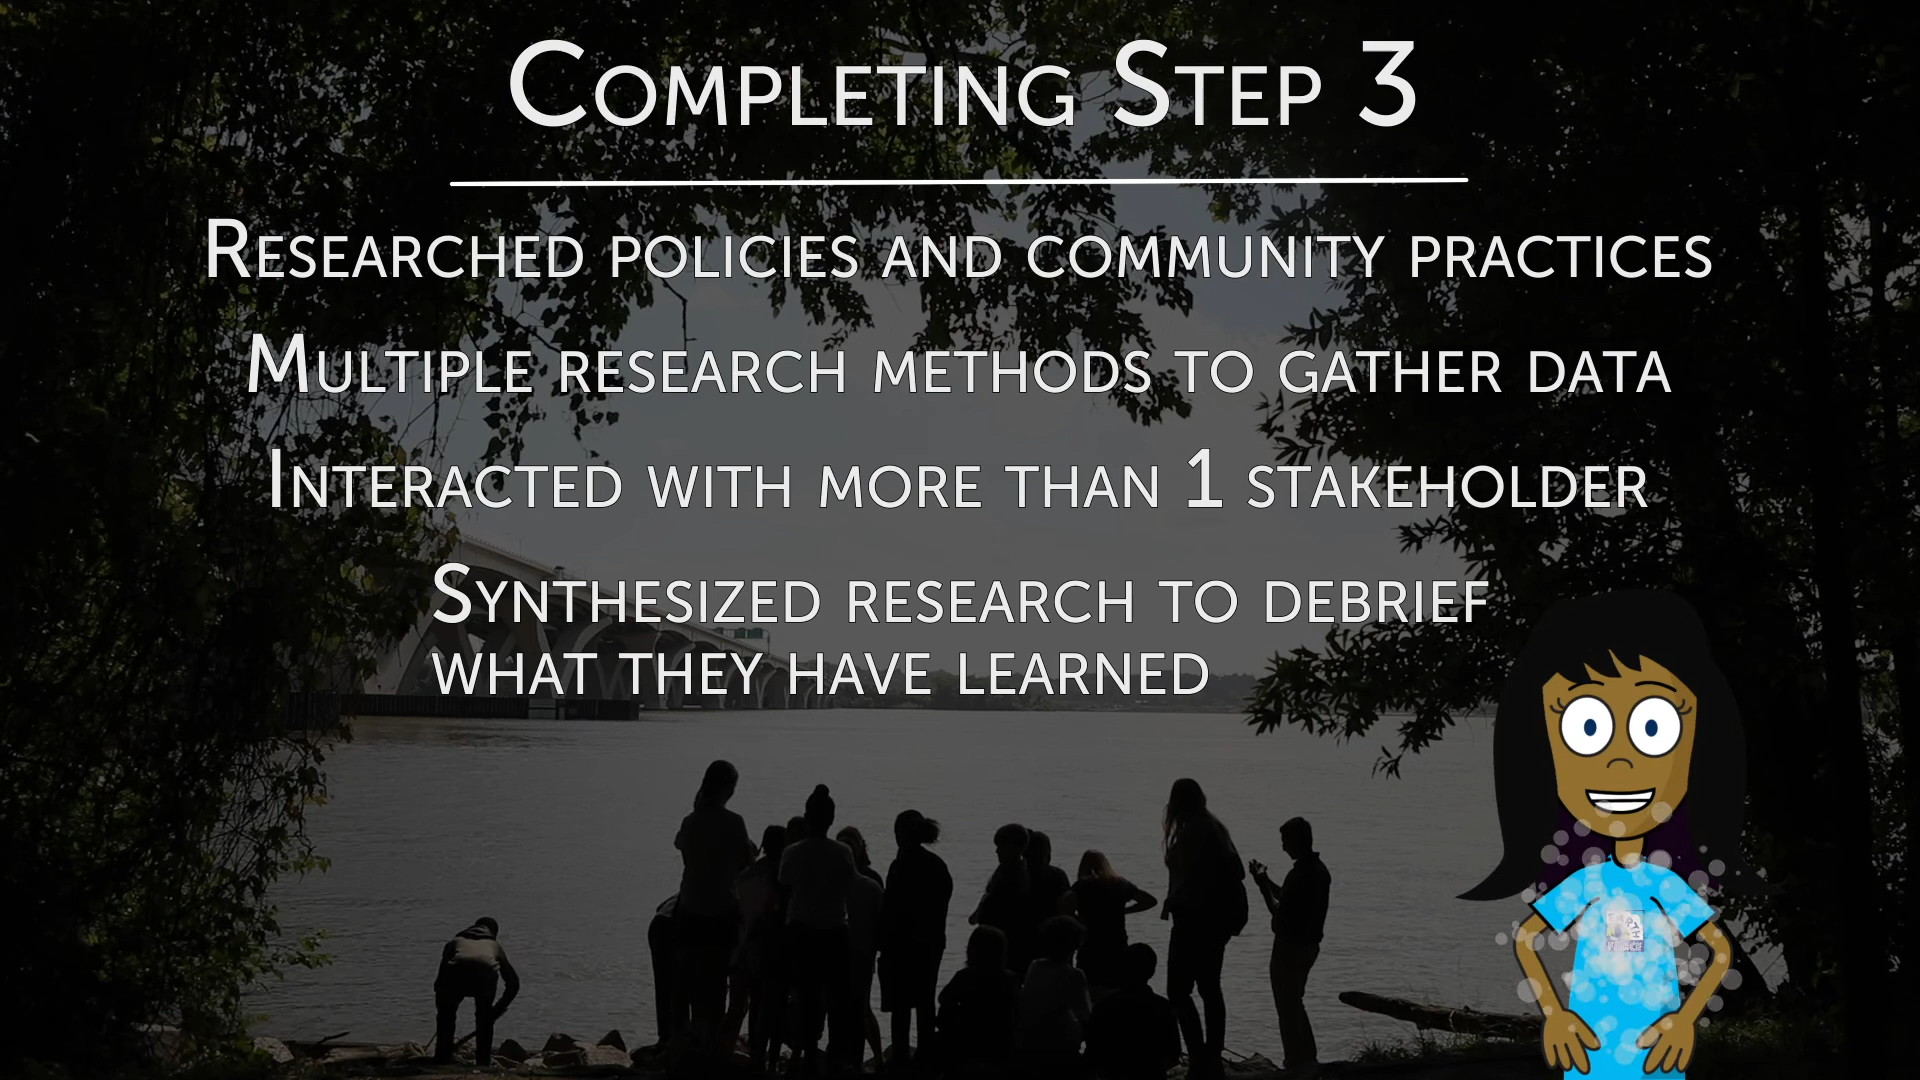 Completing Step 3
Researched policies and community practices
Multiple research methods to gather data
Interacted with more than 1 stakeholder
Synthesized research to debrief
what they have learned